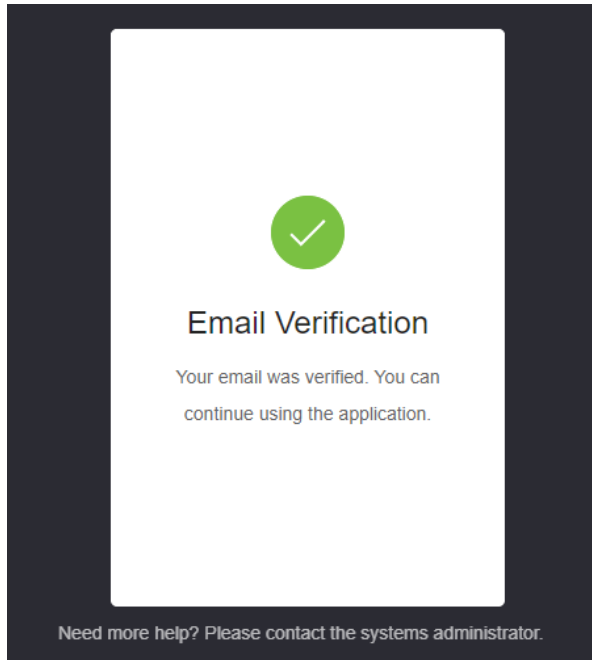 Email Verification
Your email was verified. You can
continue using the application.
Need more help? Please contact the systems administrator.